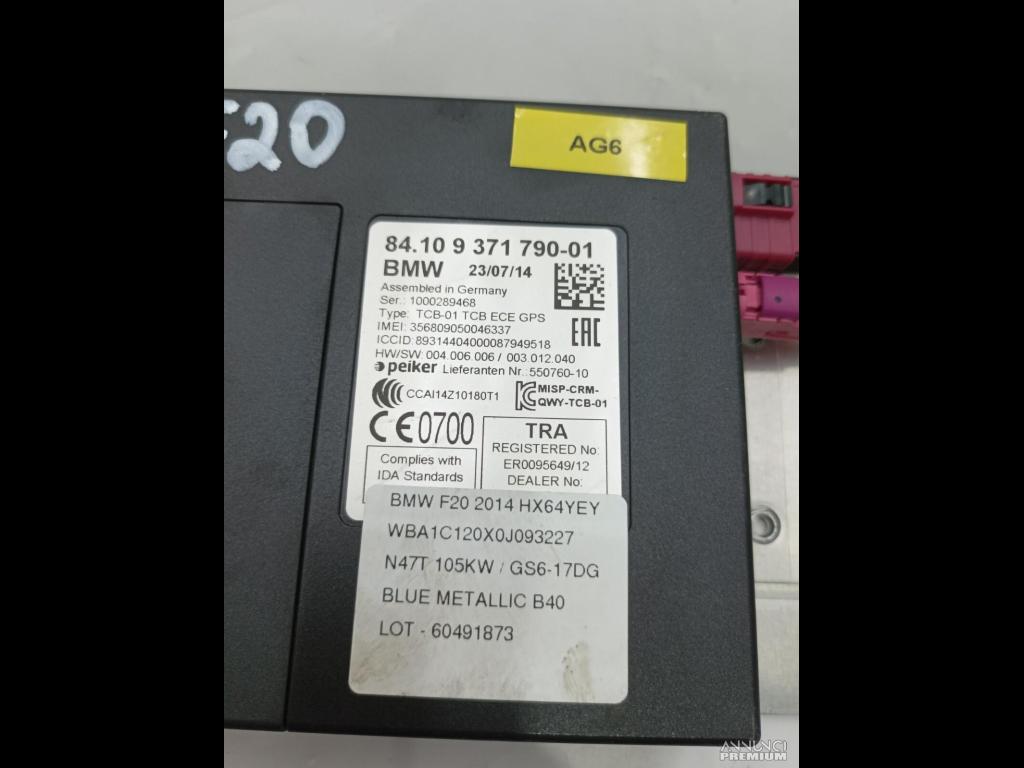 F20
AG6
84.10 9 371 790-01
BMW 23/07/14
Assembled in Germany
Ser.: 1000289468
Type: TCB-01 TCB ECE GPS
IMEI: 356809050046337
ICCID: 89314404000087949518
HW/SW: 004.006.006 / 003.012.040
peiker Lieferanten Nr.: 550760-10
CCAI14Z10180T1
MISP-CRM-
QWY-TCB-01
CE0700
TRA
REGISTERED No:
ER0095649/12
DEALER No:
Complies with
IDA Standards
BMW F20 2014 HX64YEY
WBA1C120X0J093227
N47T 105KW / GS6-17DG
BLUE METALLIC B40
LOT - 60491873
ANNUNCI
PREMIUM